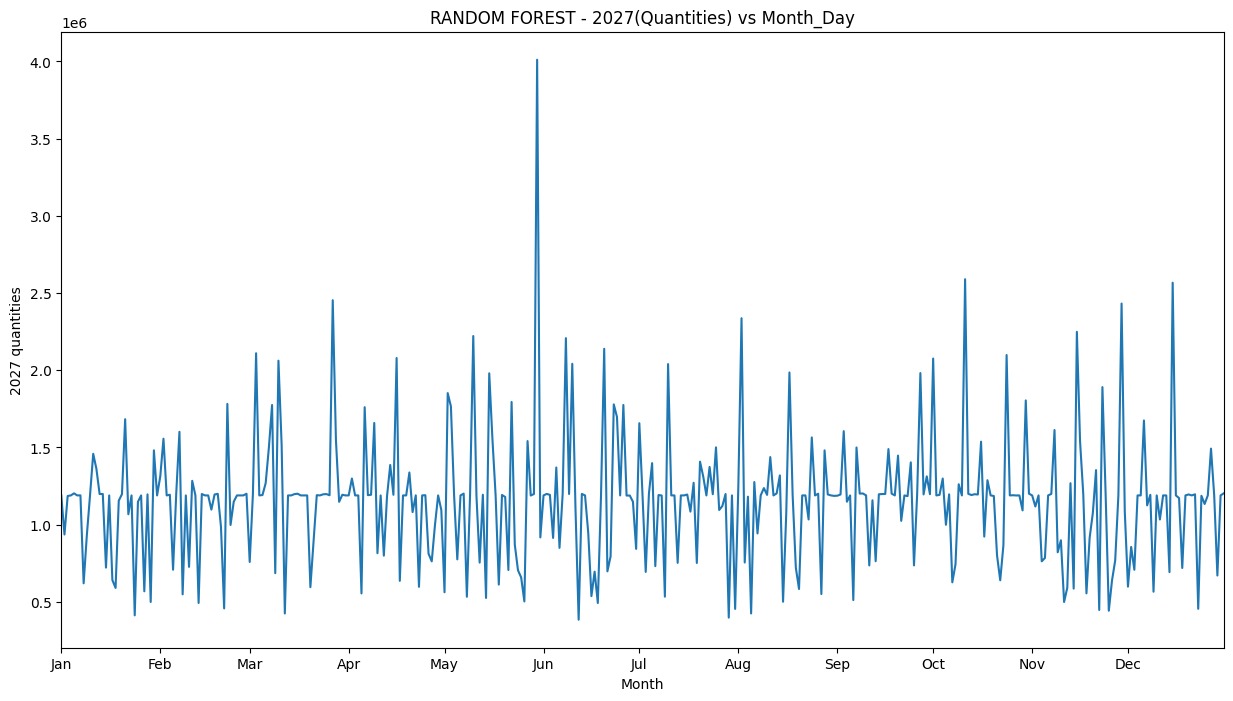 RANDOM FOREST - 2027(Quantities) vs Month_Day
1e6
4.0
3.5
3.0
2.5
2.0
1.5
1.0
0.5
2027 quantities
Jan Feb Mar Apr May Jun Jul Aug Sep Oct Nov Dec
Month